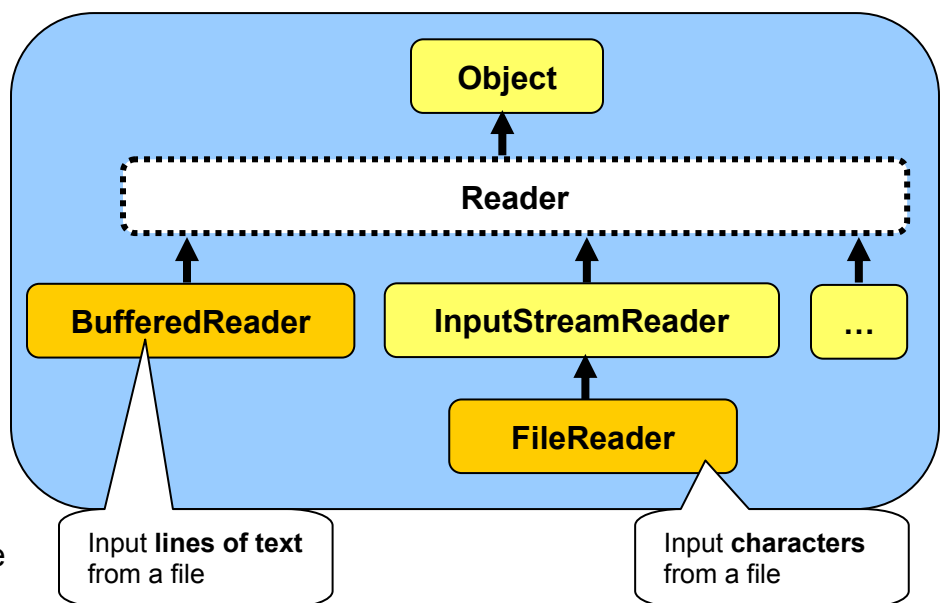 Object
Reader
BufferedReader
InputStreamReader
...
FileReader
e
Input lines of text
from a file
Input characters
from a file